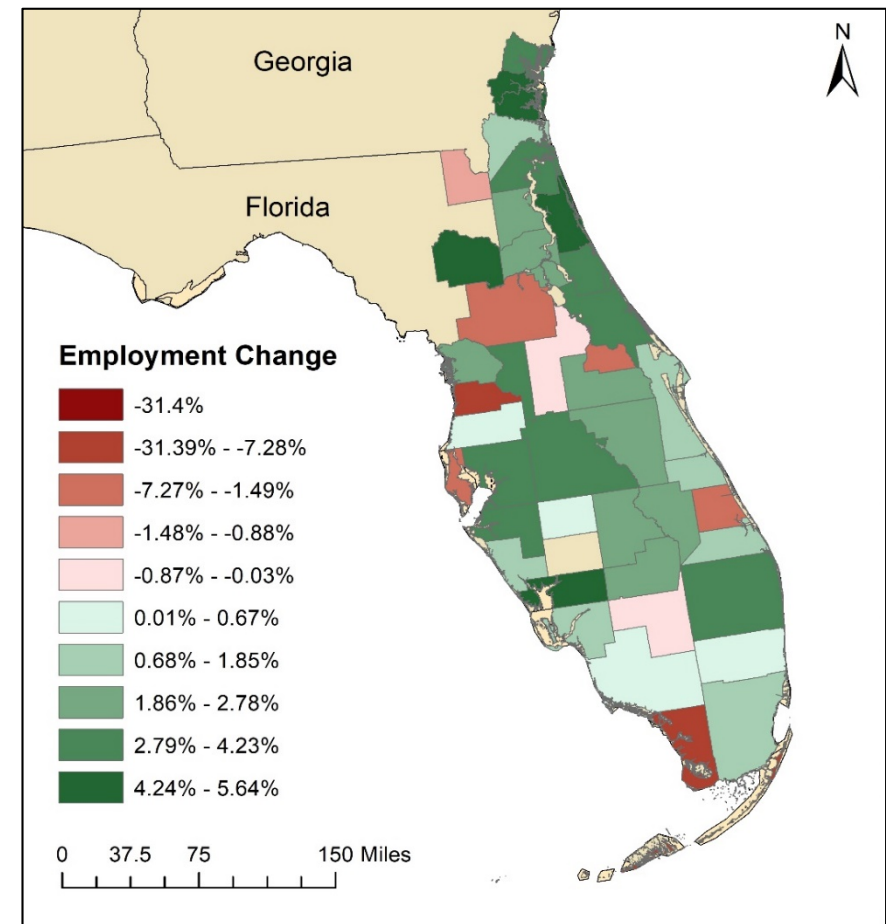 N
Georgia
Florida
Employment Change
-31.4%
-31.39% - -7.28%
-7.27% - -1.49%
-1.48% - -0.88%
-0.87% - -0.03%
0.01% - 0.67%
0.68% - 1.85%
1.86% - 2.78%
2.79% - 4.23%
4.24% - 5.64%
0 37.5 75 150 Miles